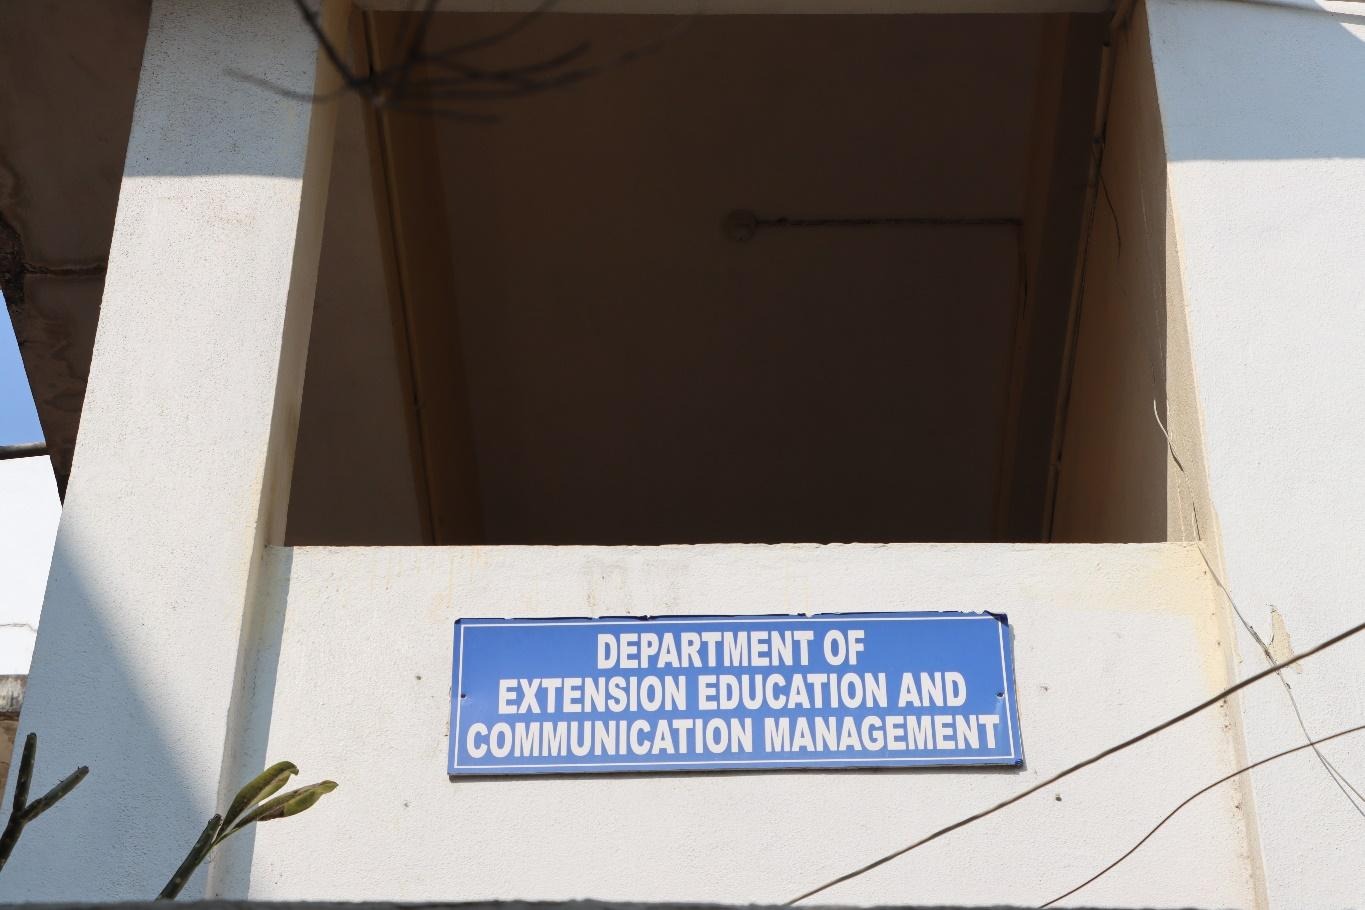 DEPARTMENT OF
EXTENSION EDUCATION AND
COMMUNICATION MANAGEMENT